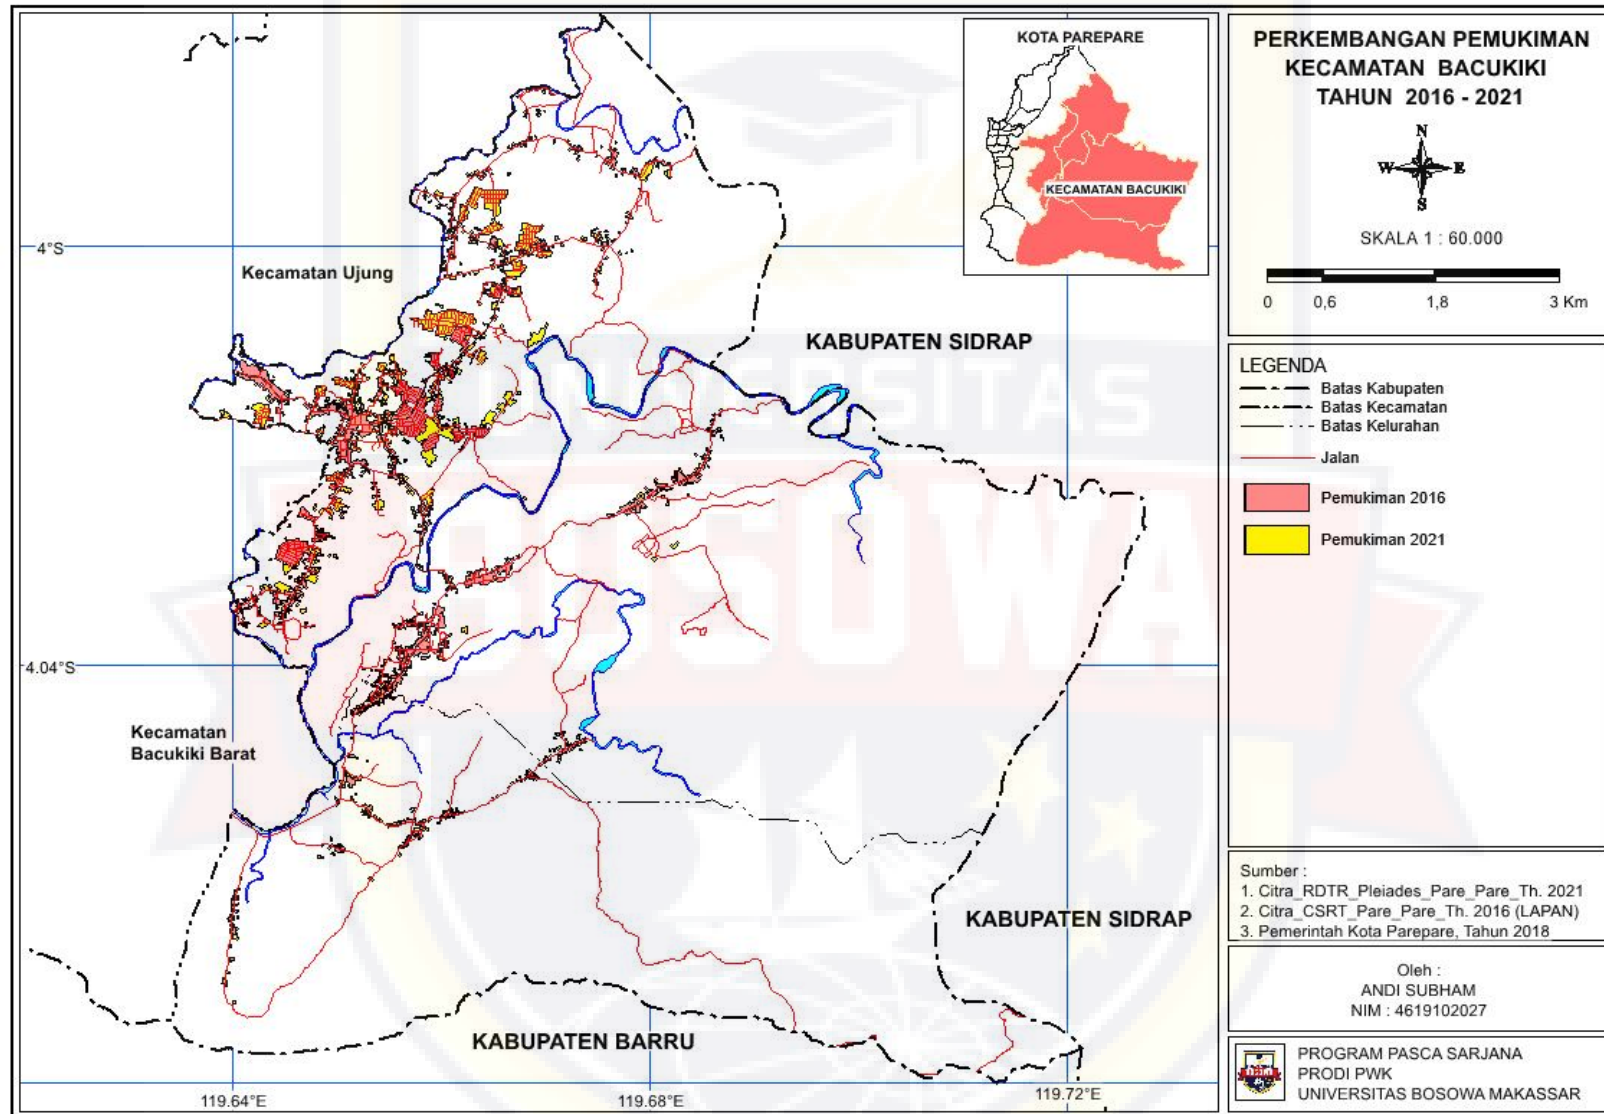 KOTA PAREPARE
KECAMATAN BACUKIKI
4°S
Kecamatan Ujung
KABUPATEN SIDRAP
UNIVERSITAS
BOSOWA
4.04°S
Kecamatan
Bacukiki Barat
KABUPATEN SIDRAP
KABUPATEN BARRU
119.64°E
119.68°E
119.72°E
PERKEMBANGAN PEMUKIMAN
KECAMATAN BACUKIKI
TAHUN 2016 - 2021
N
W E
S
SKALA 1 : 60.000
0 0,6 1,8 3 Km
LEGENDA
Batas Kabupaten
Batas Kecamatan
Batas Kelurahan
Jalan
Pemukiman 2016
Pemukiman 2021
Sumber :
1. Citra_RDTR_Pleiades_Pare_Pare_Th. 2021
2. Citra_CSRT_Pare_Pare_Th. 2016 (LAPAN)
3. Pemerintah Kota Parepare, Tahun 2018
Oleh :
ANDI SUBHAM
NIM : 4619102027
PROGRAM PASCA SARJANA
PRODI PWK
UNIVERSITAS BOSOWA MAKASSAR